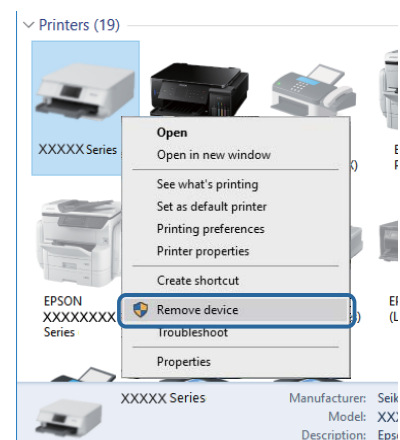 Printers (19)
XXXXX Series
Open
Open in new window
See what's printing
Set as default printer
Printing preferences
Printer properties
Create shortcut
Remove device
Troubleshoot
Properties
EPSON
XXXXXXXX
Series
XXXXX Series
Manufacturer:
Model:
Description: